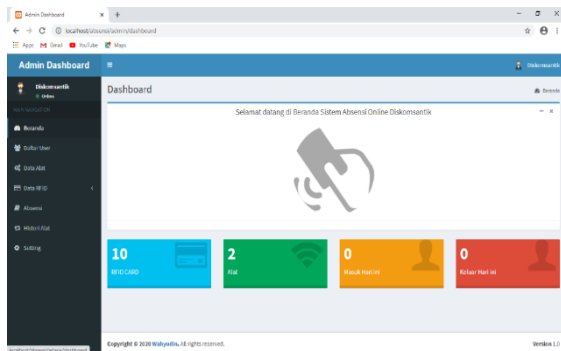 Admin Dashboard
localhost/absensi/admin/dashboard
Apps Gmail YouTube Maps
Admin Dashboard
Diskomsantik
Diskomsantik
Online
Dashboard
Beranda
Selamat datang di Beranda Sistem Absensi Online Diskomsantik
Beranda
Daftar User
Data Alat
Data RFID
Absensi
Histori Alat
Setting
10
RFID CARD
2
Alat
0
Masuk Hari ini
0
Keluar Hari ini
Copyright © 2020 Wahyudin. All rights reserved.
Version 1.0